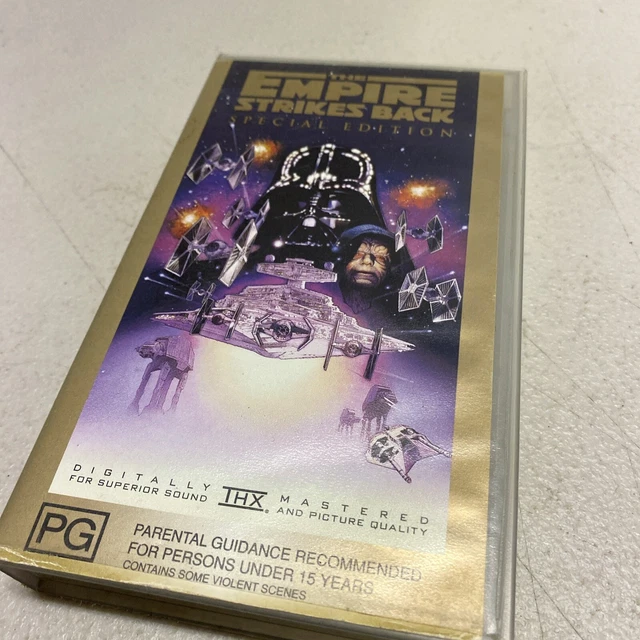 THE
EMPIRE
STRIKES BACK
SPECIAL EDITION
DIGITALLY THX MASTERED
FOR SUPERIOR SOUND AND PICTURE QUALITY
PG
PARENTAL GUIDANCE RECOMMENDED
FOR PERSONS UNDER 15 YEARS
CONTAINS SOME VIOLENT SCENES